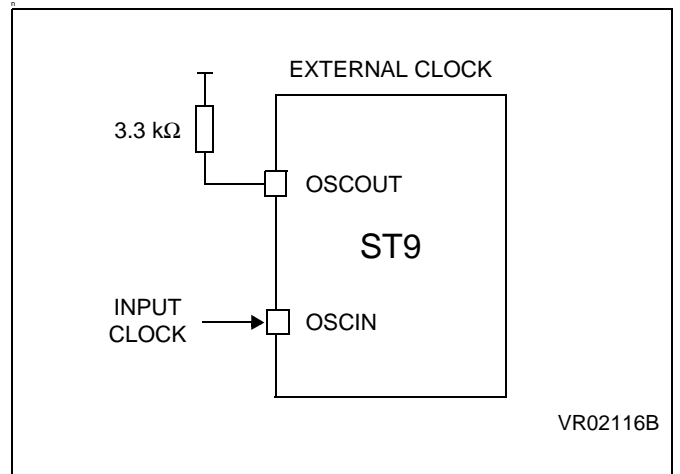 n
EXTERNAL CLOCK
3.3 kΩ
OSCOUT
ST9
INPUT
CLOCK
OSCIN
VR02116B